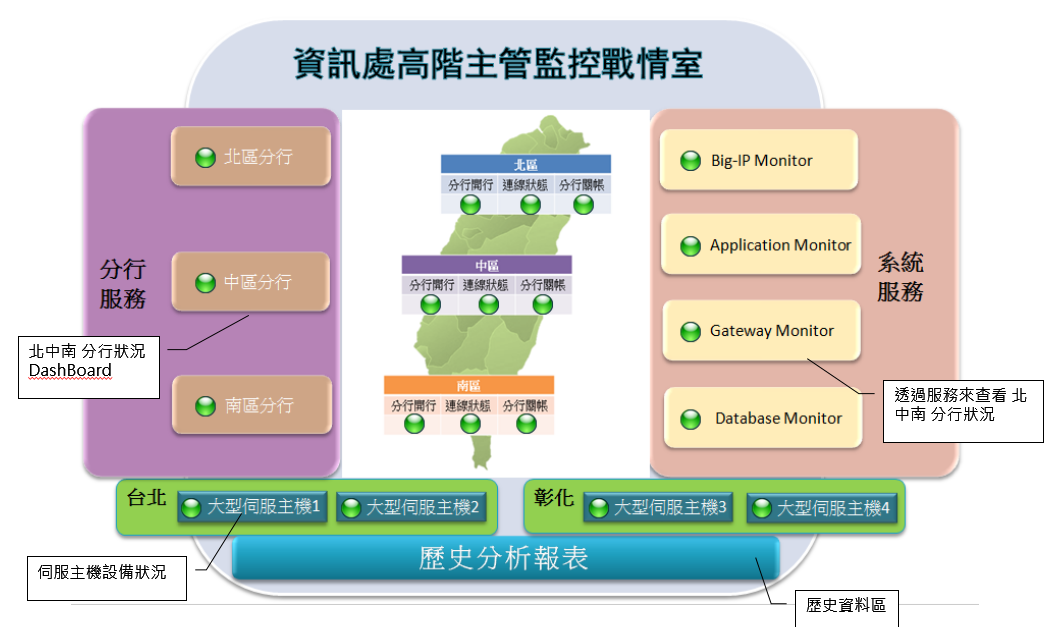 資訊處高階主管監控戰情室
分行
服務
北區分行
中區分行
南區分行
北區
分行開行 連線狀態 分行關帳
中區
分行開行 連線狀態 分行關帳
南區
分行開行 連線狀態 分行關帳
Big-IP Monitor
Application Monitor
Gateway Monitor
Database Monitor
系統
服務
北中南 分行狀況
DashBoard
透過服務來查看 北
中南 分行狀況
台北
大型伺服主機1
大型伺服主機2
彰化
大型伺服主機3
大型伺服主機4
歷史分析報表
伺服主機設備狀況
歷史資料區